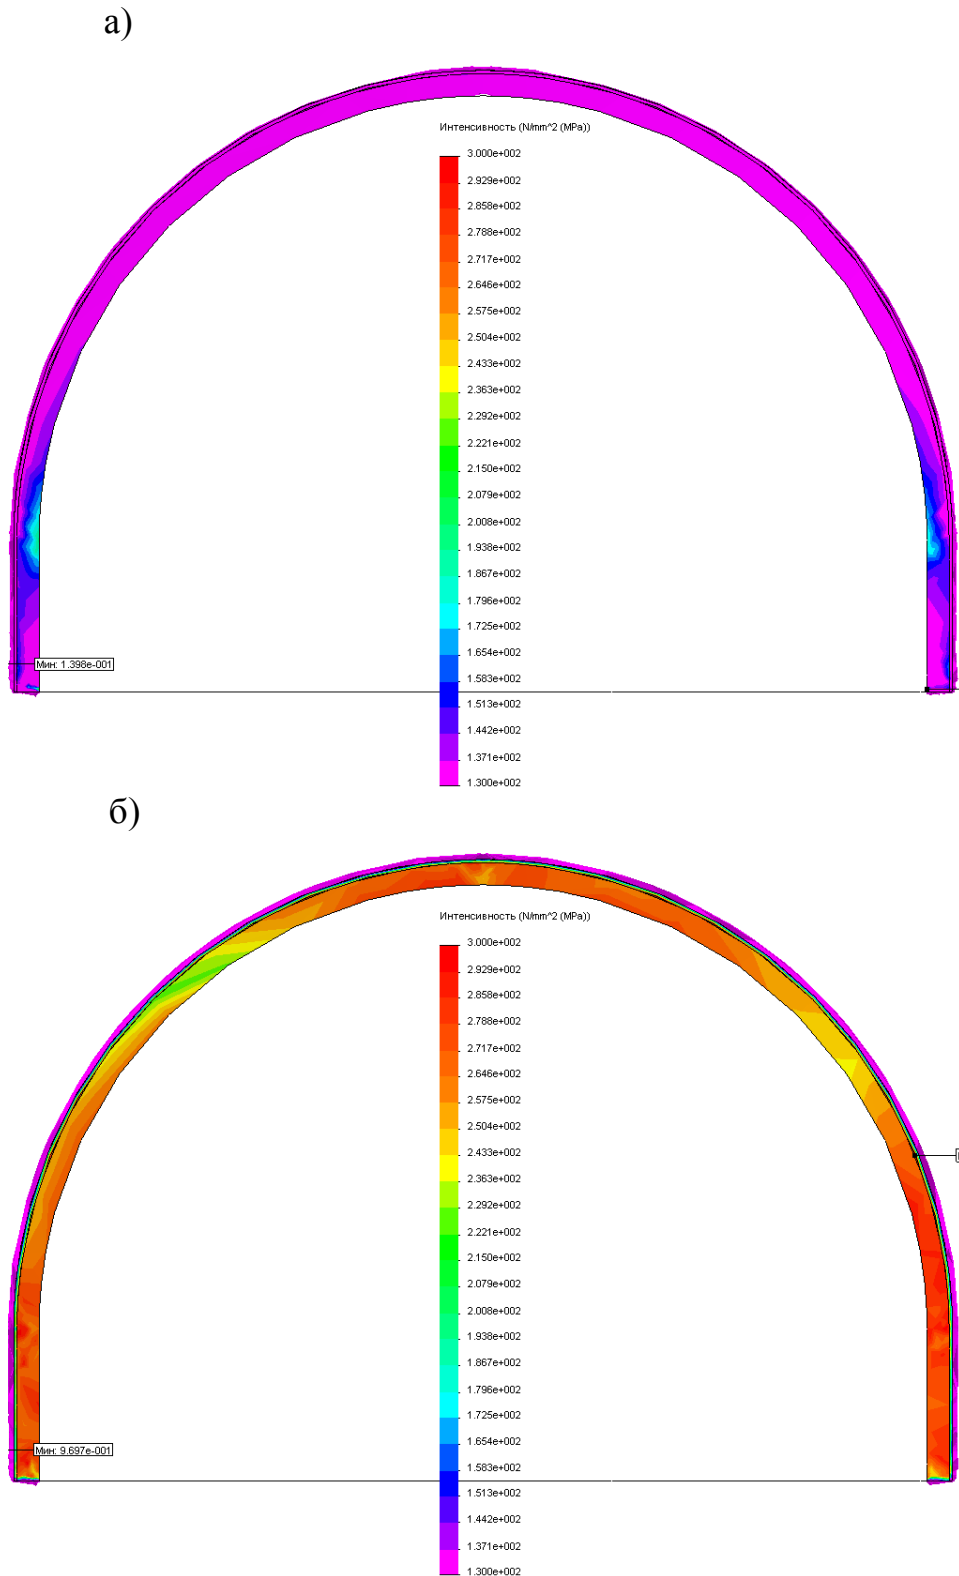 а)
Интенсивность (N/mm^2 (MPa))
3.000e+002
2.929e+002
2.858e+002
2.788e+002
2.717e+002
2.646e+002
2.575e+002
2.504e+002
2.433e+002
2.363e+002
2.292e+002
2.221e+002
2.150e+002
2.079e+002
2.008e+002
1.938e+002
1.867e+002
1.796e+002
1.725e+002
1.654e+002
1.583e+002
1.513e+002
1.442e+002
1.371e+002
1.300e+002
Мин: 1.398e-001
б)
Интенсивность (N/mm^2 (MPa))
3.000e+002
2.929e+002
2.858e+002
2.788e+002
2.717e+002
2.646e+002
2.575e+002
2.504e+002
2.433e+002
2.363e+002
2.292e+002
2.221e+002
2.150e+002
2.079e+002
2.008e+002
1.938e+002
1.867e+002
1.796e+002
1.725e+002
1.654e+002
1.583e+002
1.513e+002
1.442e+002
1.371e+002
1.300e+002
Мин: 9.697e-001